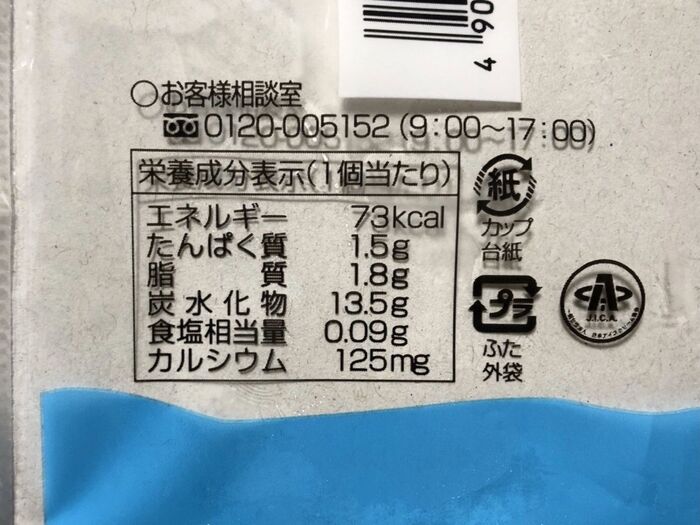 06 4
○お客様相談室
0120-005152 (9:00〜17:00)
栄養成分表示(1個当たり)
エネルギー 73kcal
たんぱく質 1.5g
脂質 1.8g
炭水化物 13.5g
食塩相当量 0.09g
カルシウム 125mg
紙
カップ
台紙
プラ
ふた
外袋
J.I.C.A.